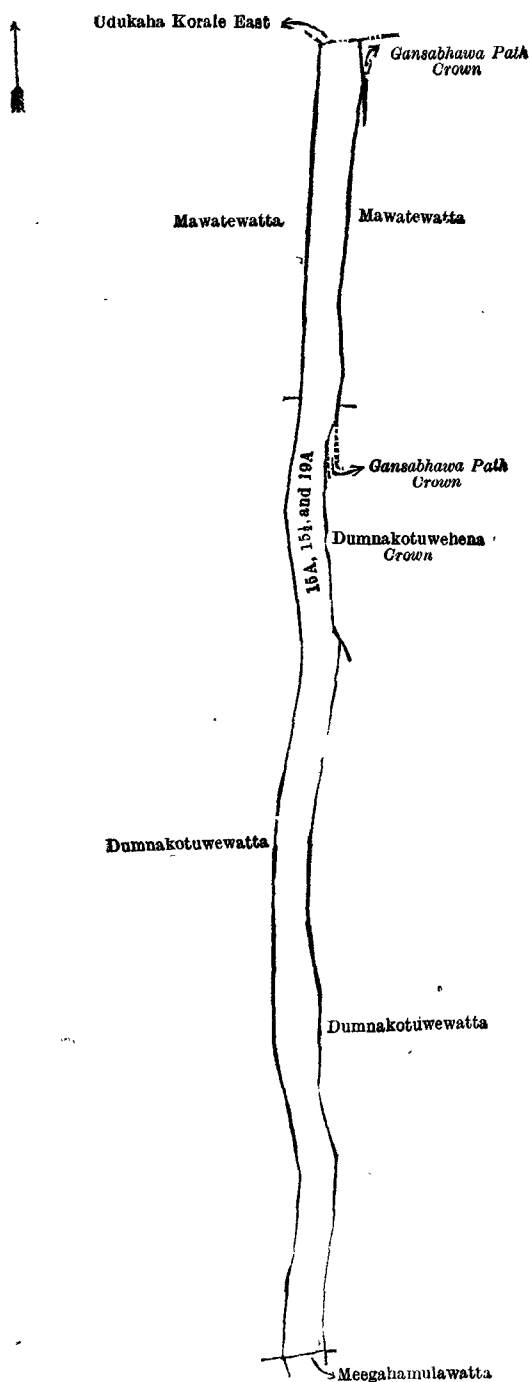 Udukaha Korale East
Gansabhawa Path
Crown
Mawatewatta
Mawatewatta
Gansabhawa Path
Crown
15A, 15½, and 19A
Dumnakotuwehena
Crown
Dumnakotuwewatta
Dumnakotuwewatta
Meegahamulawatta